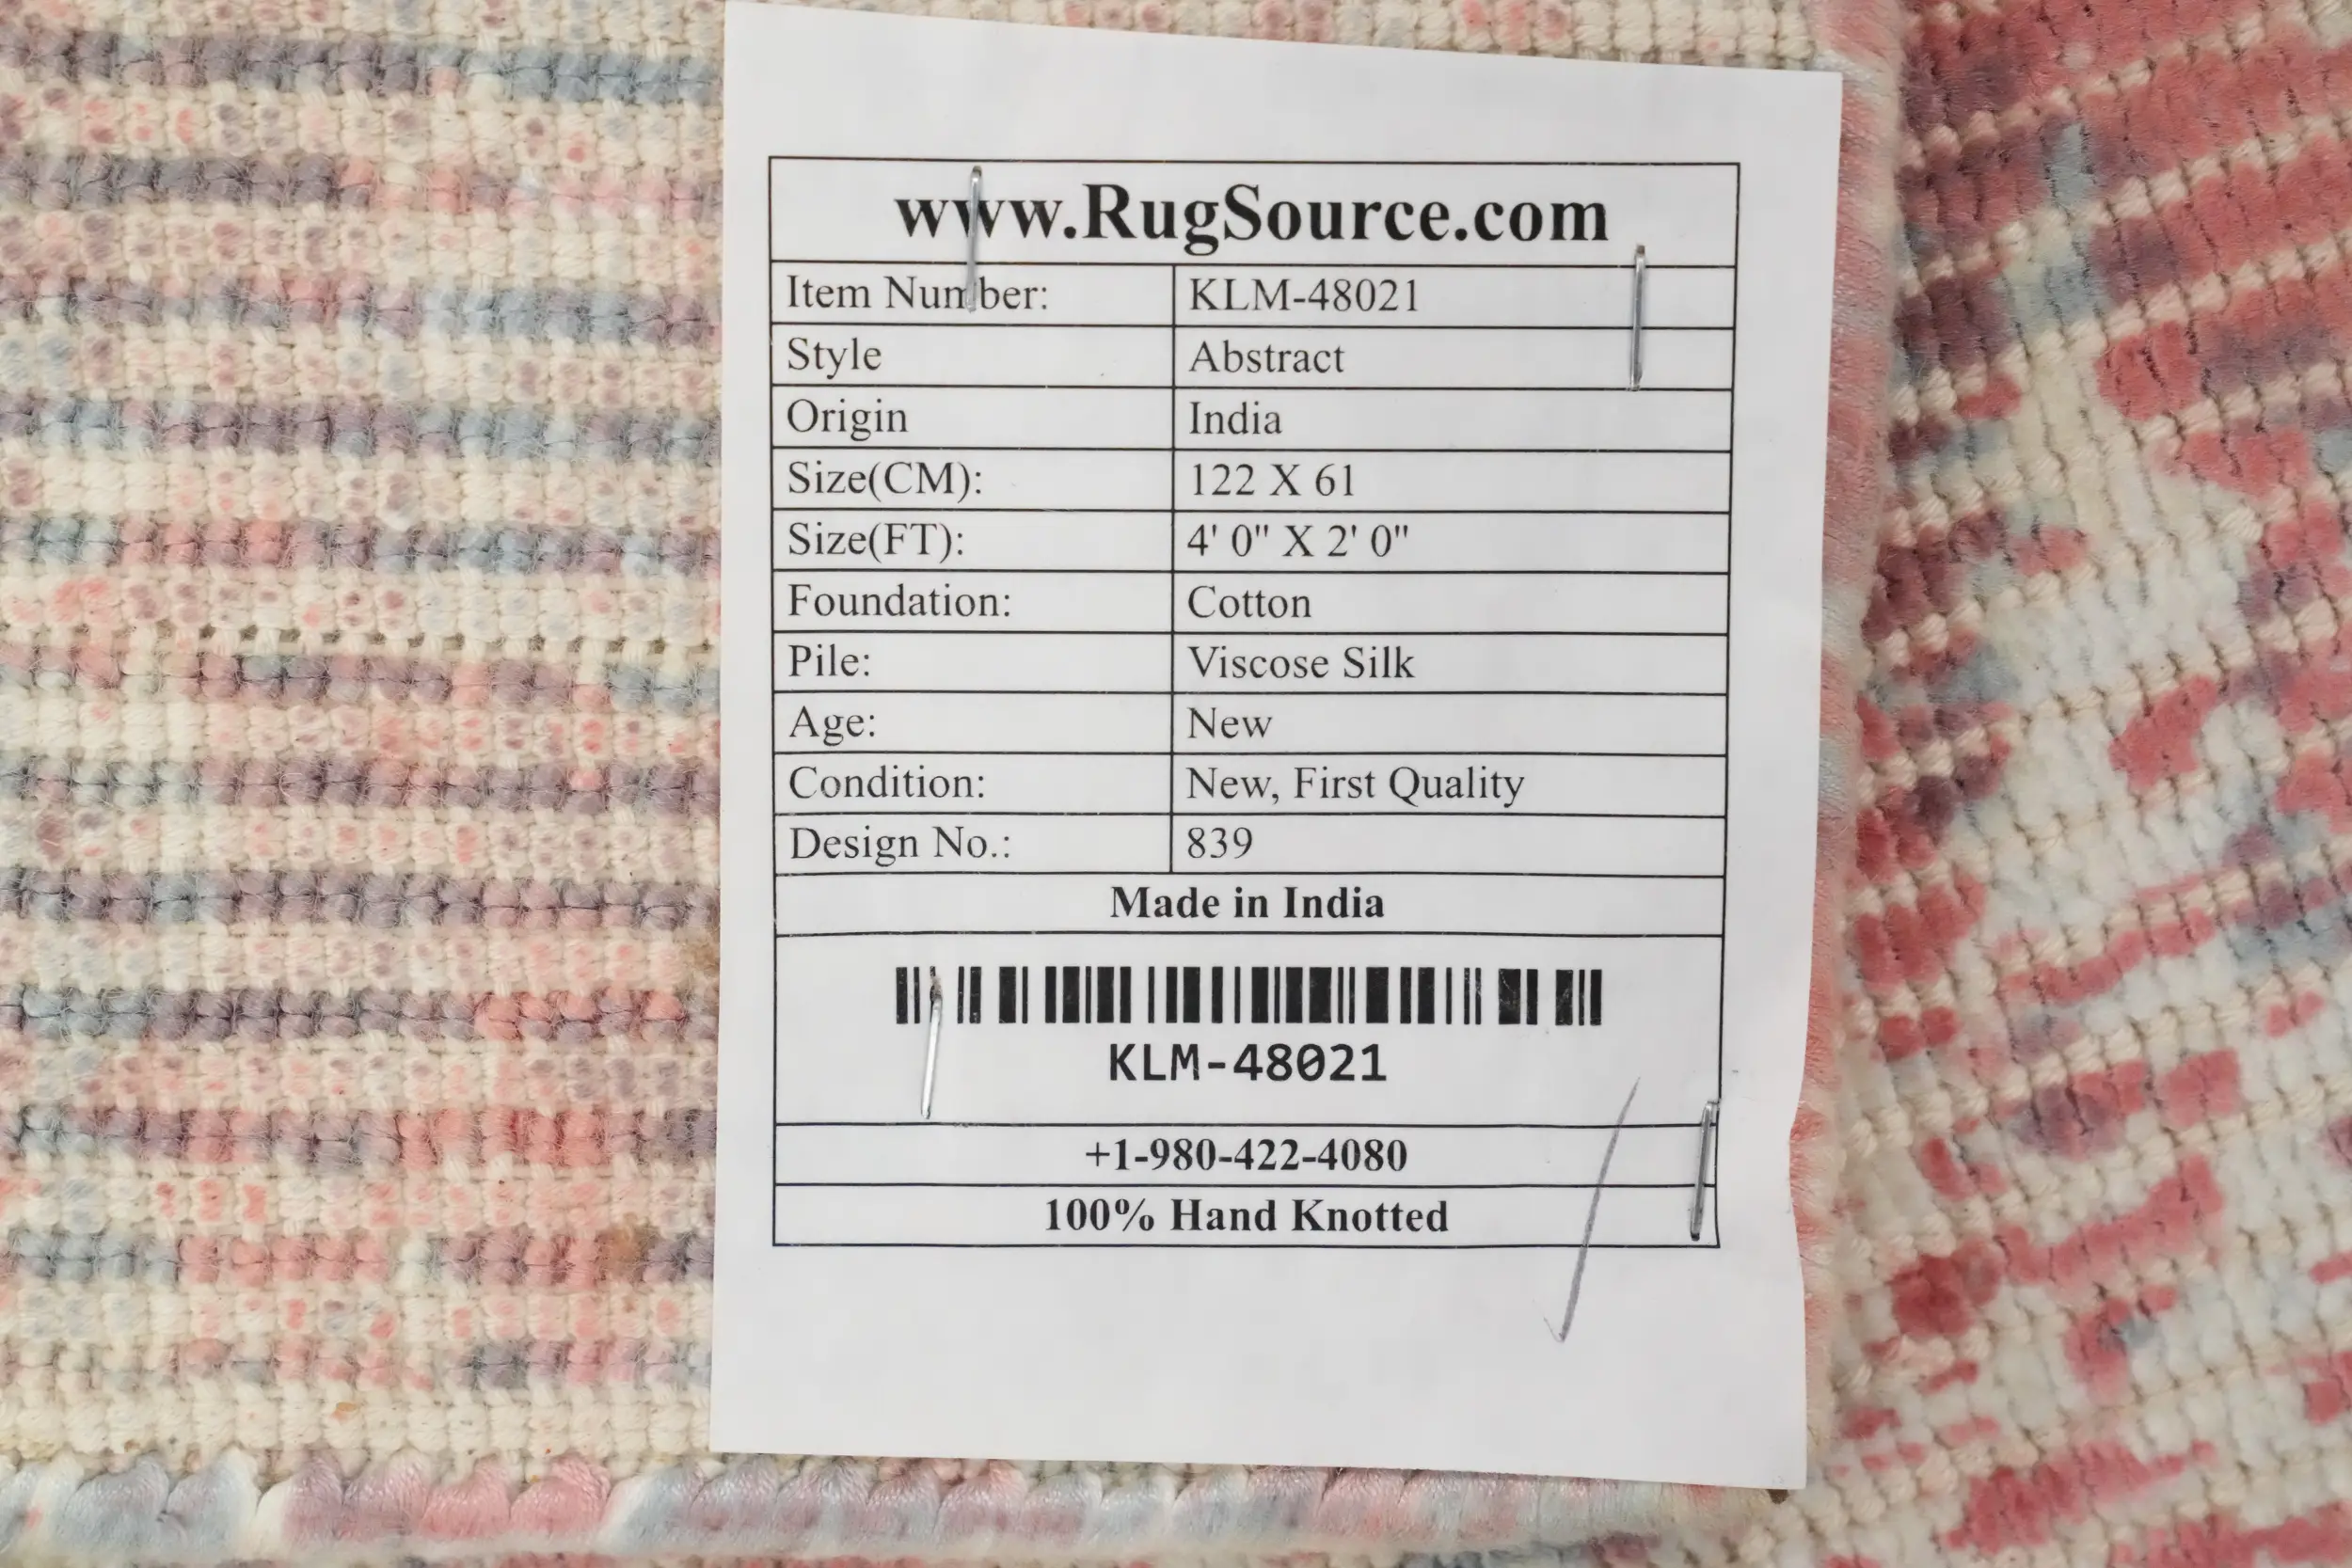 www.RugSource.com
Item Number: KLM-48021
Style Abstract
Origin India
Size(CM): 122 X 61
Size(FT): 4' 0" X 2' 0"
Foundation: Cotton
Pile: Viscose Silk
Age: New
Condition: New, First Quality
Design No.: 839
Made in India
KLM-48021
+1-980-422-4080
100% Hand Knotted